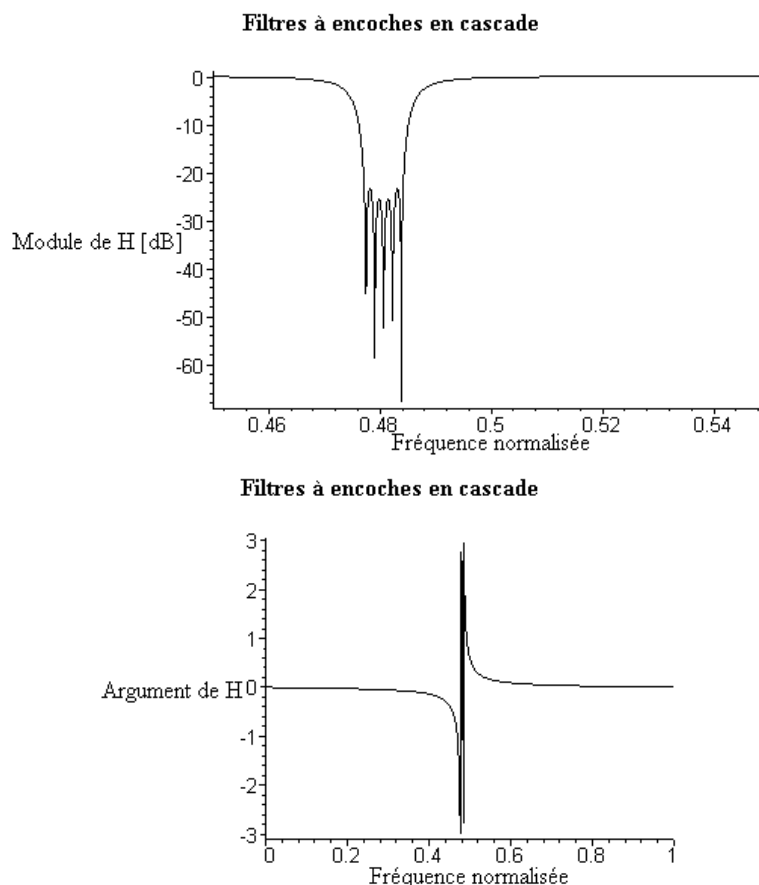 Filtres à encoches en cascade
0
-10
-20
-30
Module de H [dB]
-40
-50
-60
0.46 0.48 0.5 0.52 0.54
Fréquence normalisée
Filtres à encoches en cascade
3
2
1
Argument de H 0
-1
-2
-3
0 0.2 0.4 0.6 0.8 1
Fréquence normalisée